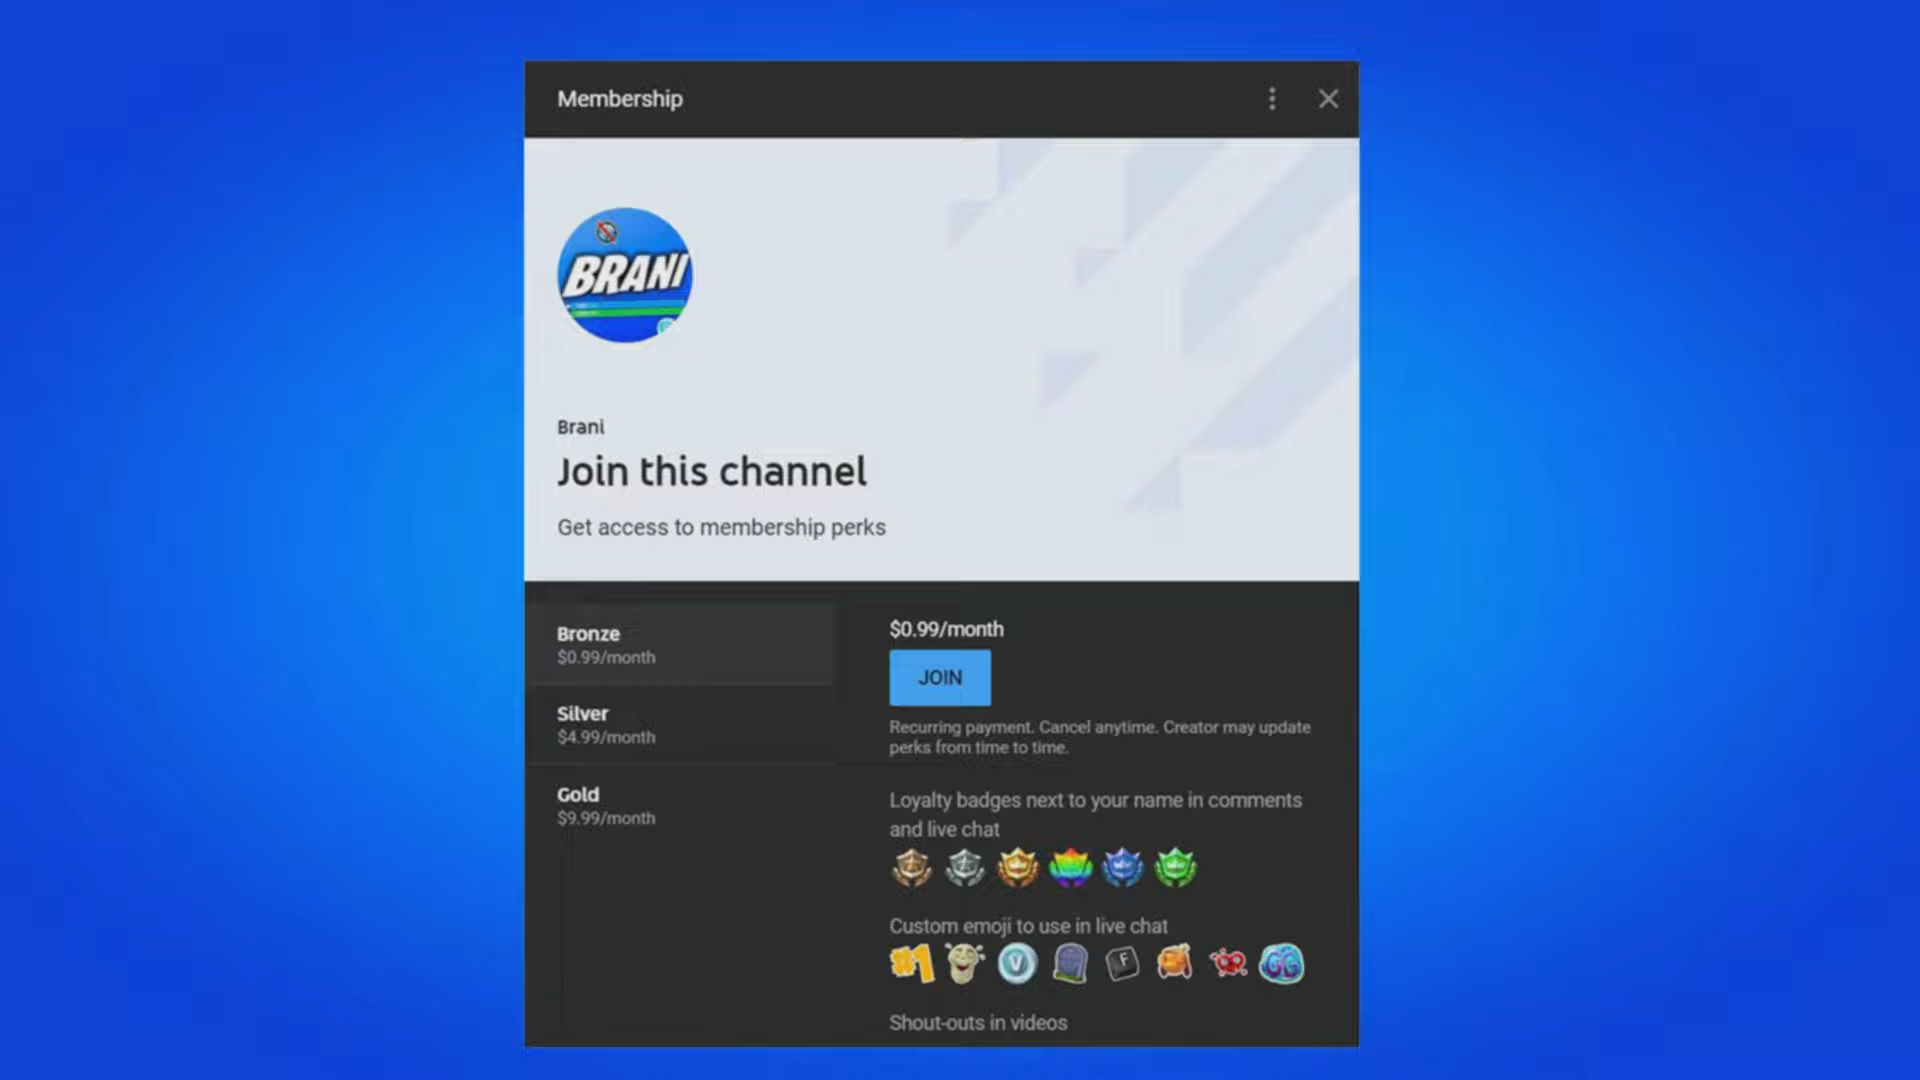 Membership
BRANI
Brani
Join this channel
Get access to membership perks
Bronze
$0.99/month
Silver
$4.99/month
Gold
$9.99/month
$0.99/month
JOIN
Recurring payment. Cancel anytime. Creator may update
perks from time to time.
Loyalty badges next to your name in comments
and live chat
Custom emoji to use in live chat
#1
V
F
GG
Shout-outs in videos